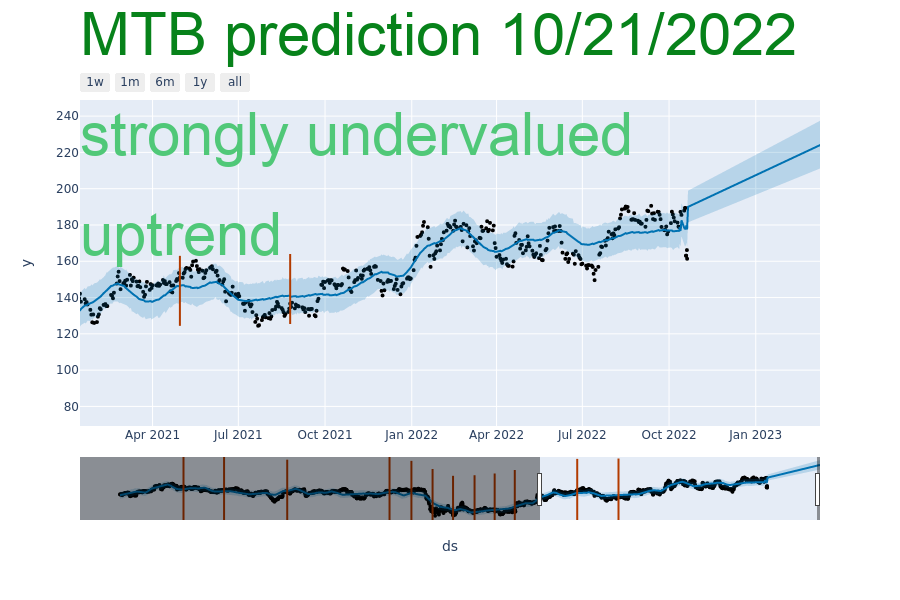 MTB prediction 10/21/2022
1w 1m 6m 1y all
240
strongly undervalued
220
200
180
uptrend
160
y
140
120
100
80
Apr 2021 Jul 2021 Oct 2021 Jan 2022 Apr 2022 Jul 2022 Oct 2022 Jan 2023
ds